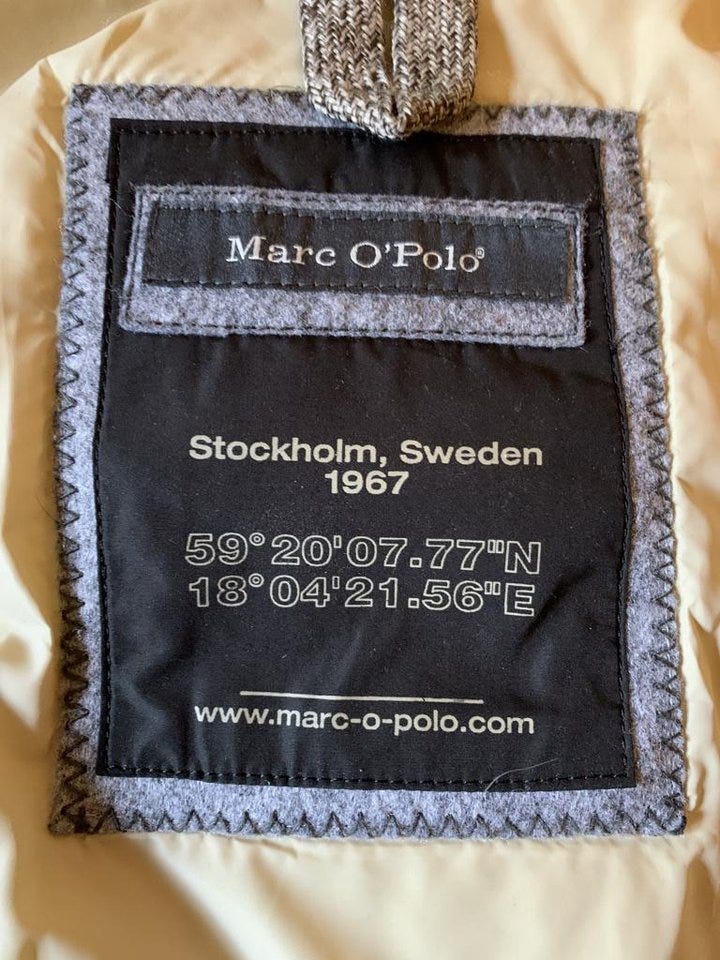 Marc O'Polo®
Stockholm, Sweden
1967
59°20'07.77"N
18°04'21.56"E
www.marc-o-polo.com